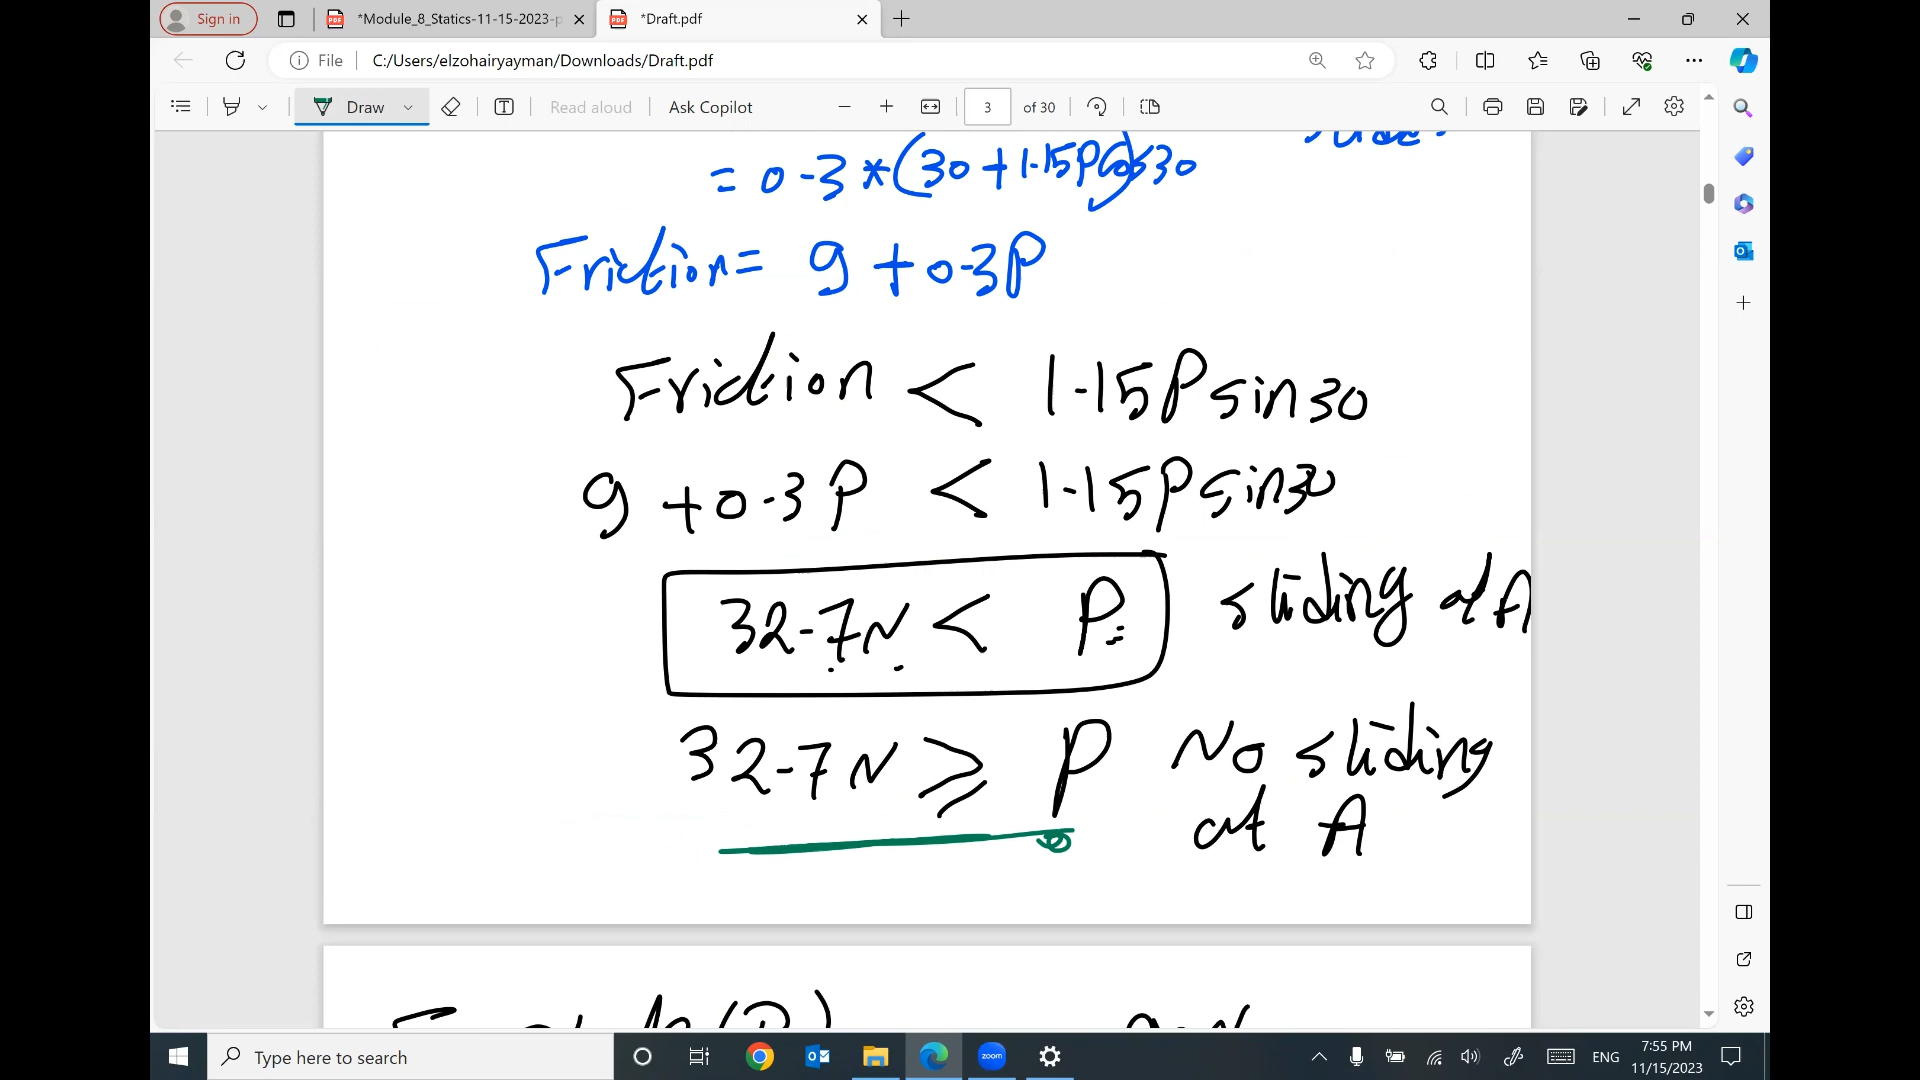 Sign in
*Module_8_Statics-11-15-2023-p
*Draft.pdf
File
C:/Users/elzohairyayman/Downloads/Draft.pdf
Draw
Read aloud
Ask Copilot
3
of 30
= 0.3 * (30 + 1.15P cos30
Friction = 9 + 0.3P
Friction < 1.15P sin30
9 + 0.3P < 1.15P sin30
32.7N < P sliding at A
32.7N ≥ P No sliding
at A
Type here to search
zoom
ENG
7:55 PM
11/15/2023